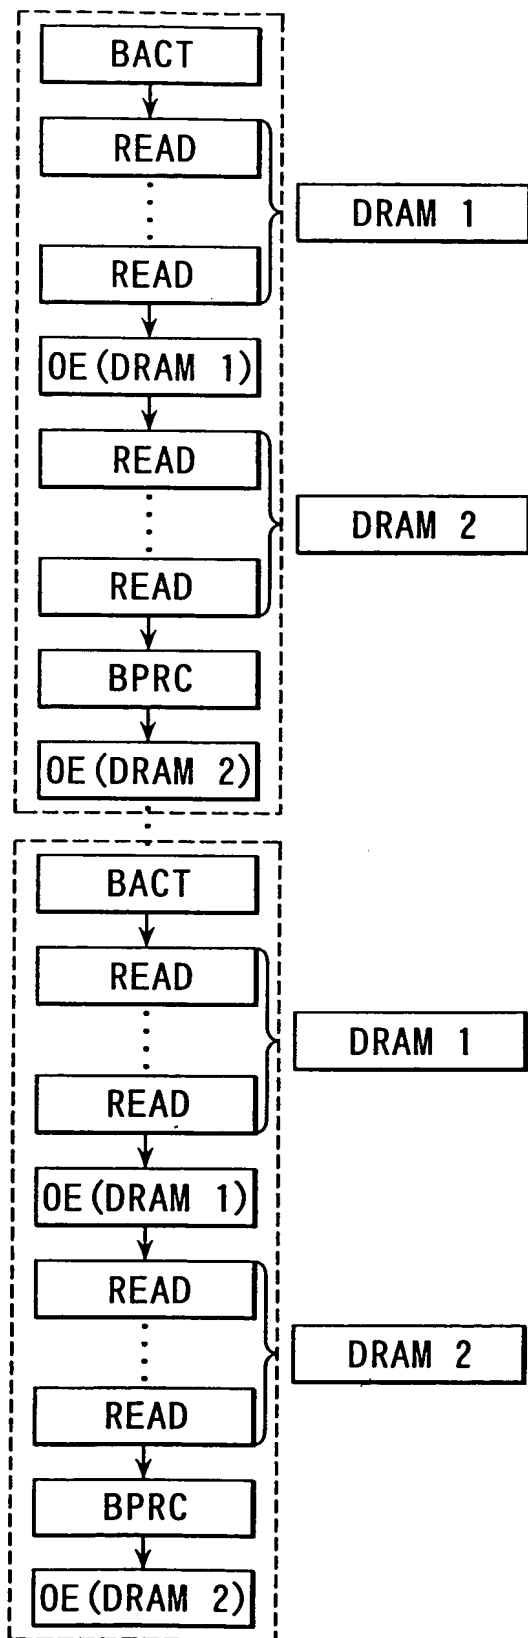 BACT
READ
READ
DRAM 1
OE(DRAM 1)
READ
READ
DRAM 2
BPRC
OE(DRAM 2)
BACT
READ
READ
DRAM 1
OE(DRAM 1)
READ
READ
DRAM 2
BPRC
OE(DRAM 2)